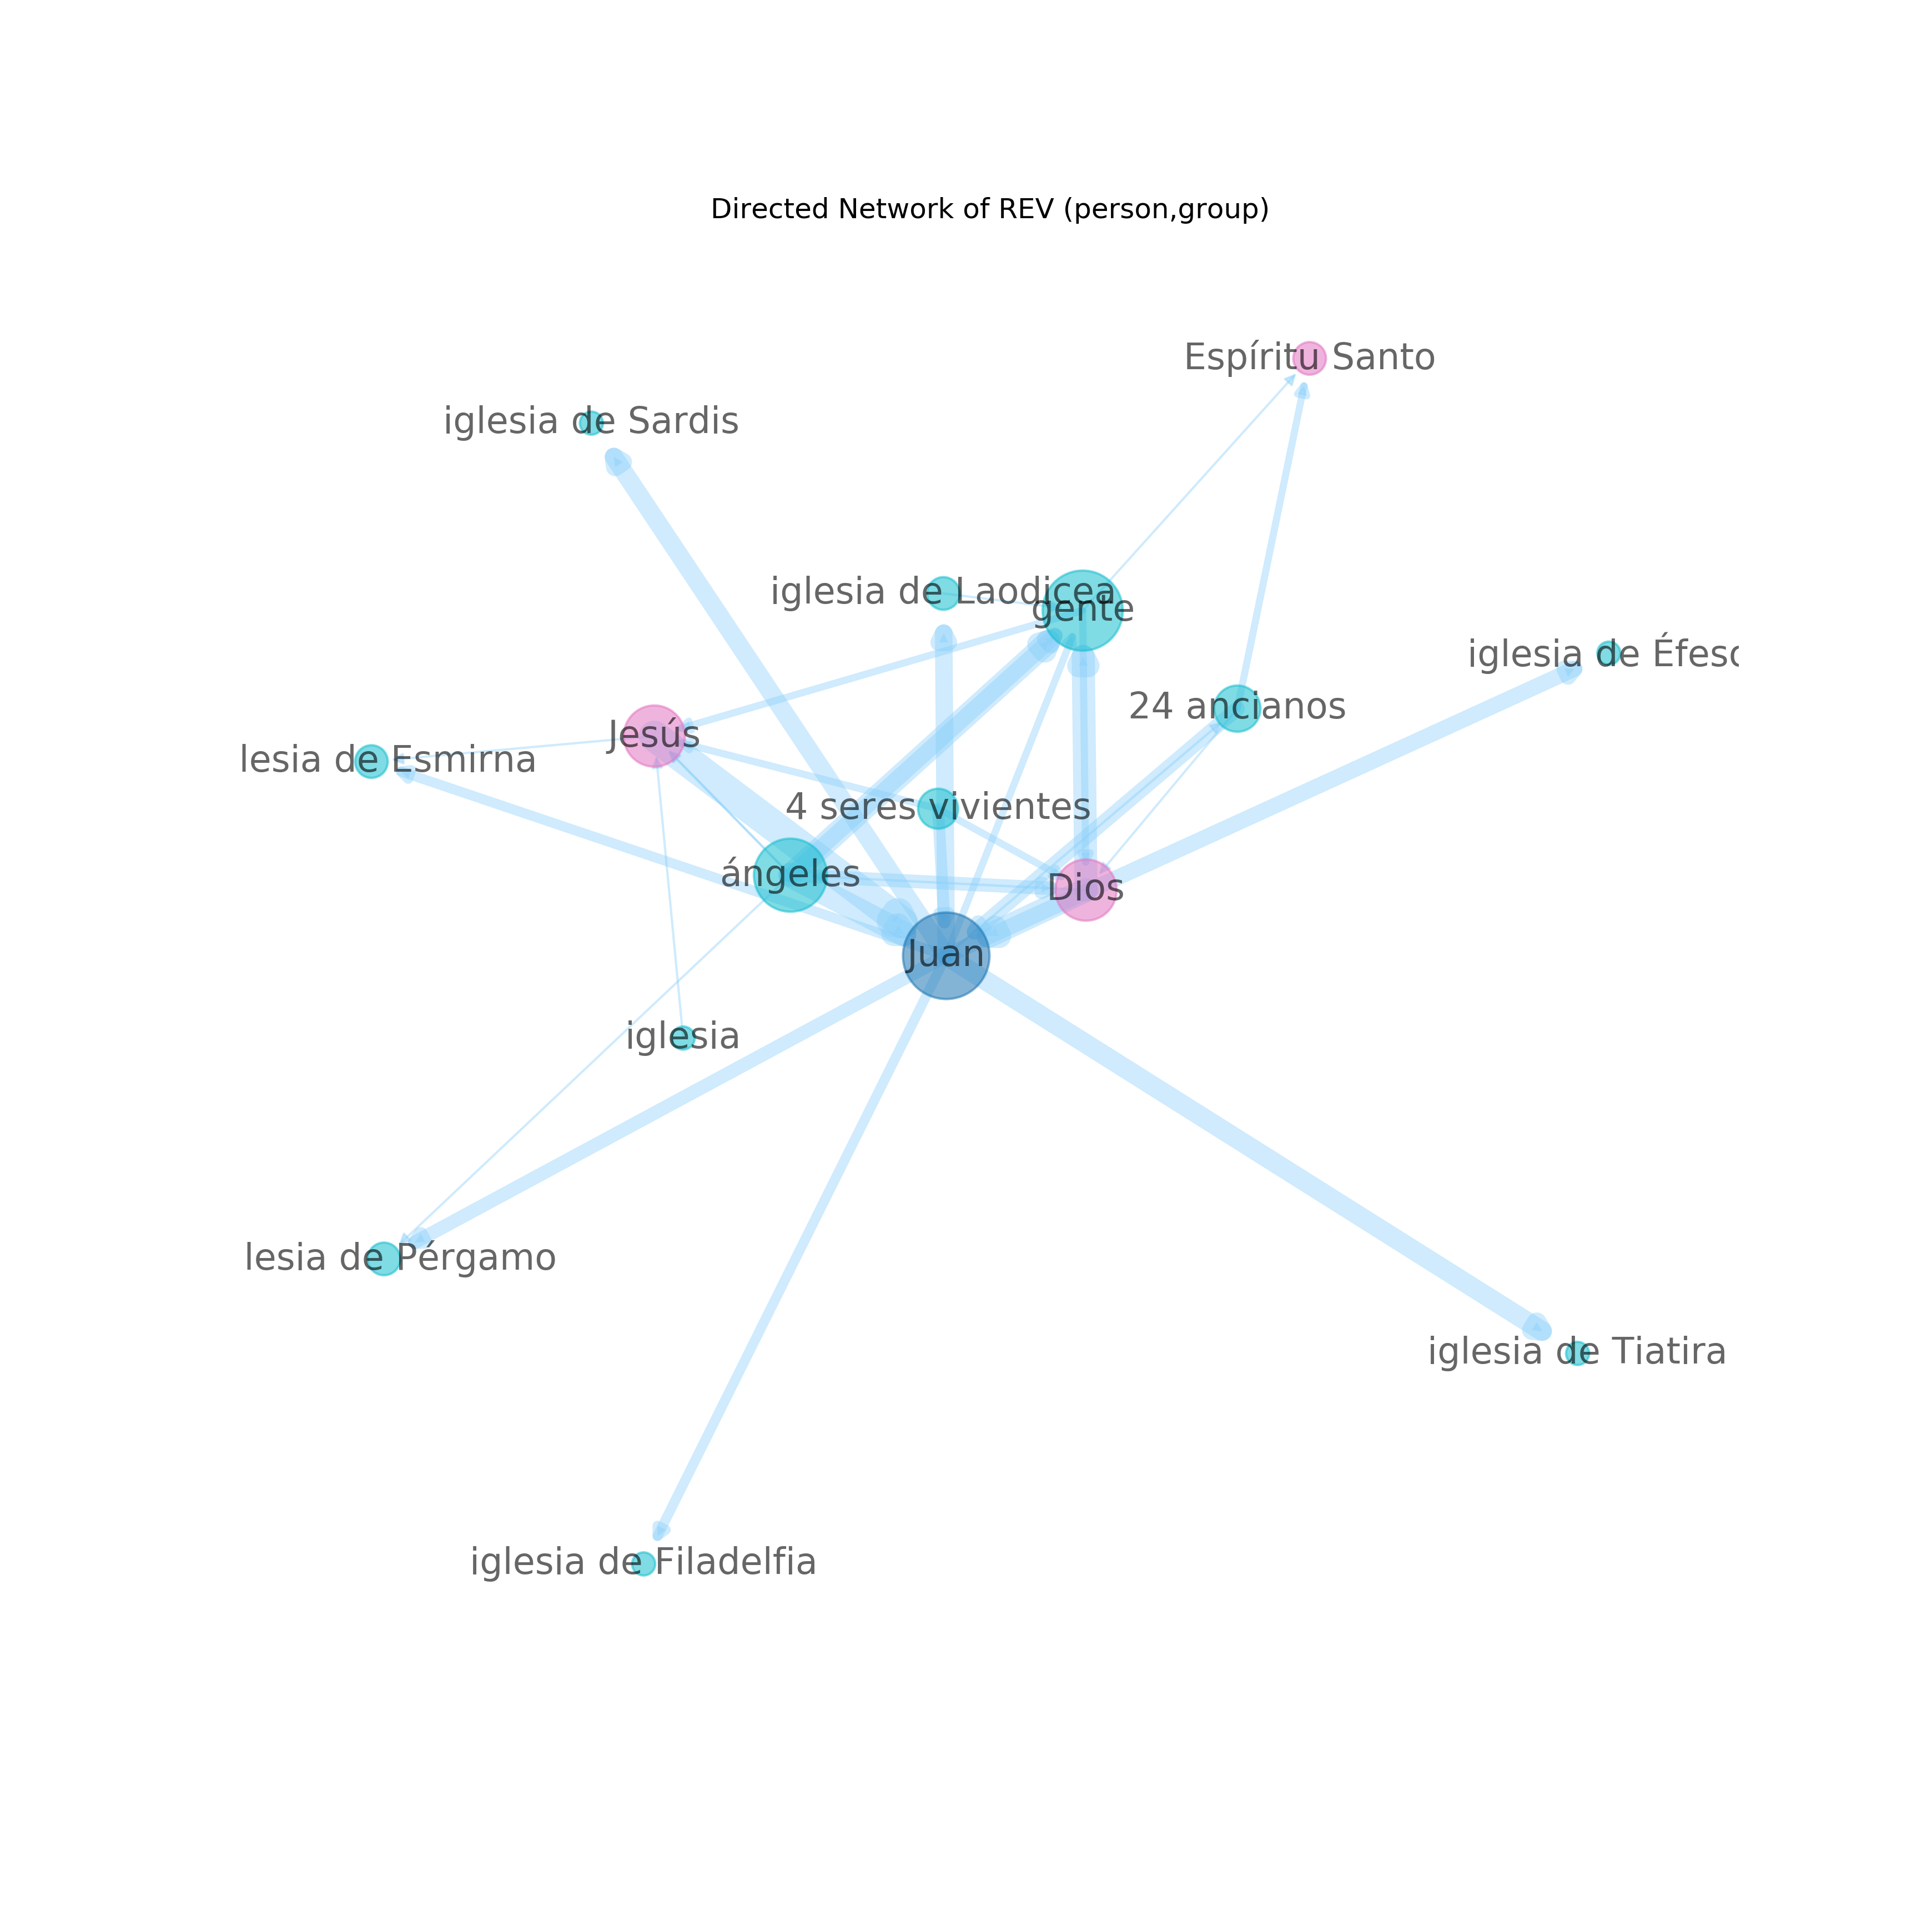 Directed Network of REV (person,group)
Espíritu Santo
iglesia de Sardis
iglesia de Laodicea
gente
iglesia de Éfeso
24 ancianos
Jesús
lesia de Esmirna
4 seres vivientes
ángeles
Dios
Juan
iglesia
lesia de Pérgamo
iglesia de Tiatira
iglesia de Filadelfia